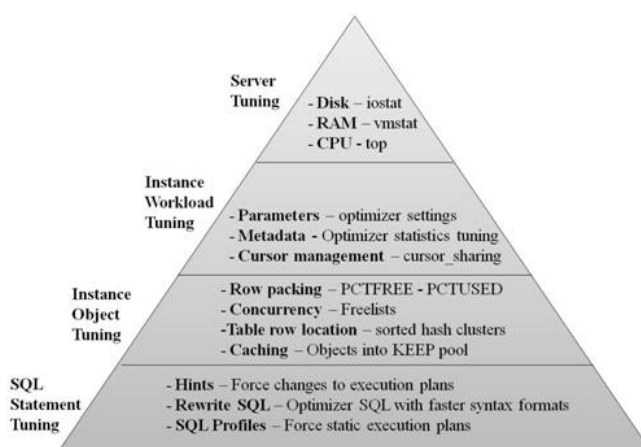 Server
Tuning
- Disk – iostat
- RAM – vmstat
- CPU - top
Instance
Workload
Tuning
- Parameters – optimizer settings
- Metadata - Optimizer statistics tuning
- Cursor management – cursor_sharing
Instance
Object
Tuning
- Row packing – PCTFREE - PCTUSED
- Concurrency – Freelists
-Table row location – sorted hash clusters
- Caching – Objects into KEEP pool
SQL
Statement
Tuning
- Hints – Force changes to execution plans
- Rewrite SQL – Optimizer SQL with faster syntax formats
- SQL Profiles – Force static execution plans